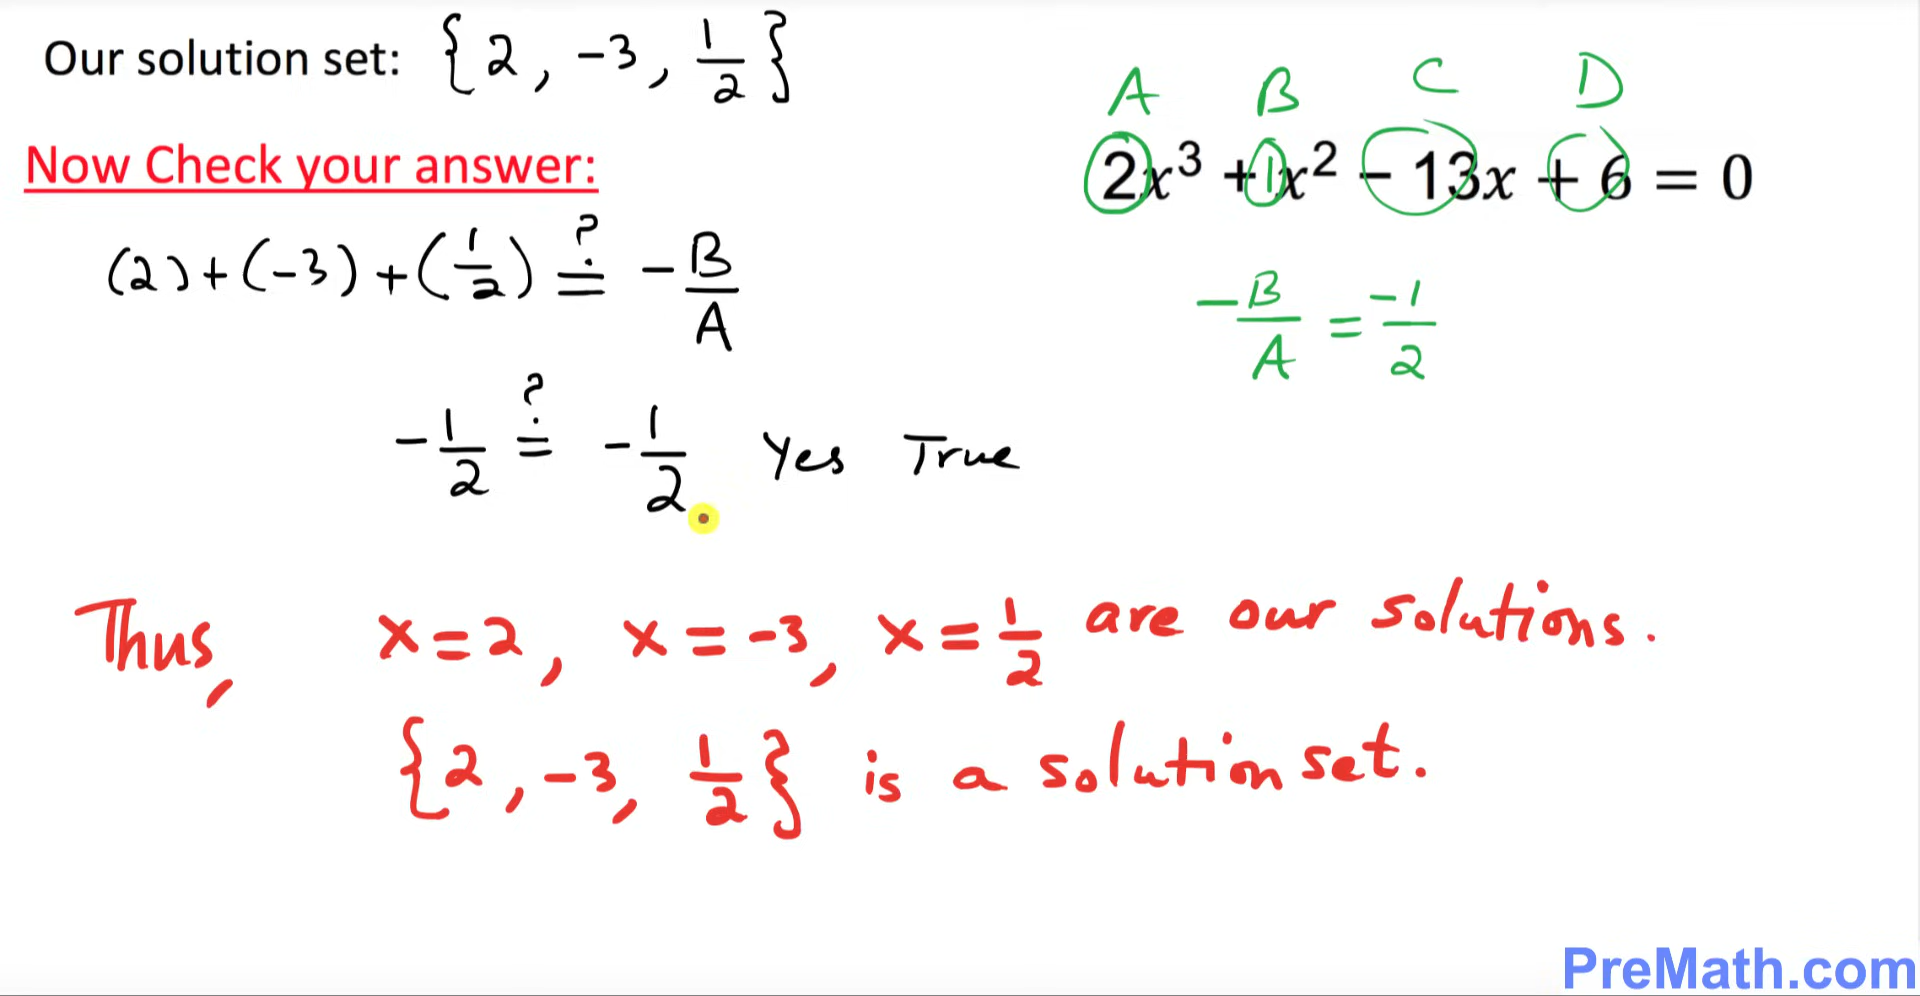 Our solution set: {2, -3, 1/2}
A B C D
2x³ + 1x² − 13x + 6 = 0
Now Check your answer:
(2) + (-3) + (1/2) ≟ -B/A
-B/A = -1/2
-1/2 ≟ -1/2 Yes True
Thus, x=2, x=-3, x=1/2 are our solutions.
{2, -3, 1/2} is a solution set.
PreMath.com